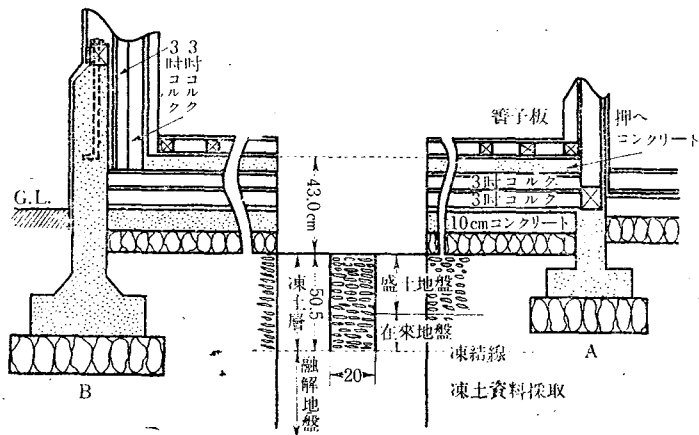 3吋コルク
3吋コルク
簀子板
押へ
コンクリート
3吋コルク
3吋コルク
10cmコンクリート
G.L.
43.0cm
50.5
凍土層
盛土地盤
在來地盤
融解地盤
20
凍結線
凍土資料採取
B
A